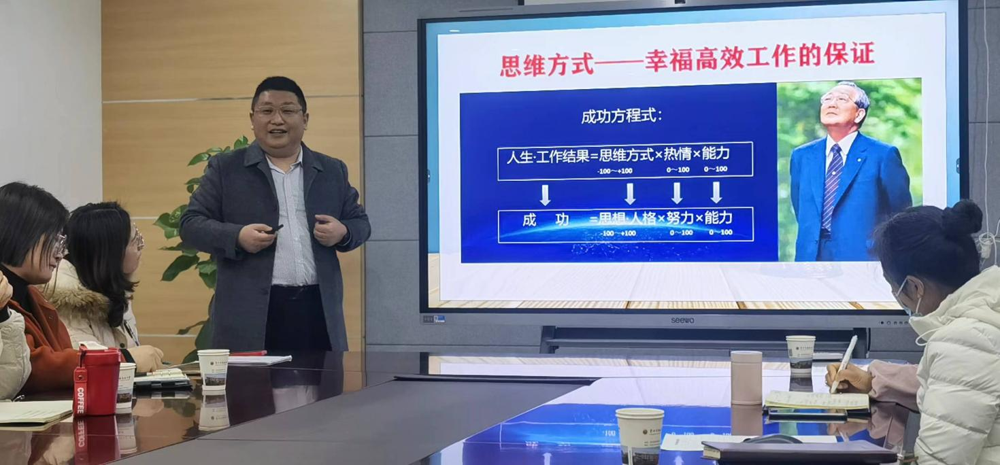 思维方式——幸福高效工作的保证
成功方程式：
人生·工作结果=思维方式×热情×能力
-100～+100 0～100 0～100
成 功 =思想·人格×努力×能力
-100～+100 0～100 0～100
seewo
COFFEE